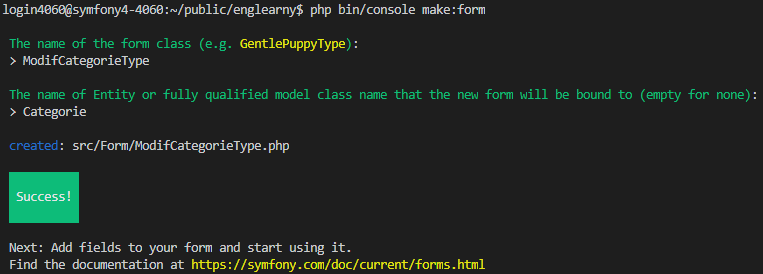 login4060@symfony4-4060:~/public/englearny$ php bin/console make:form
The name of the form class (e.g. GentlePuppyType):
> ModifCategorieType
The name of Entity or fully qualified model class name that the new form will be bound to (empty for none):
> Categorie
created: src/Form/ModifCategorieType.php
Success!
Next: Add fields to your form and start using it.
Find the documentation at https://symfony.com/doc/current/forms.html